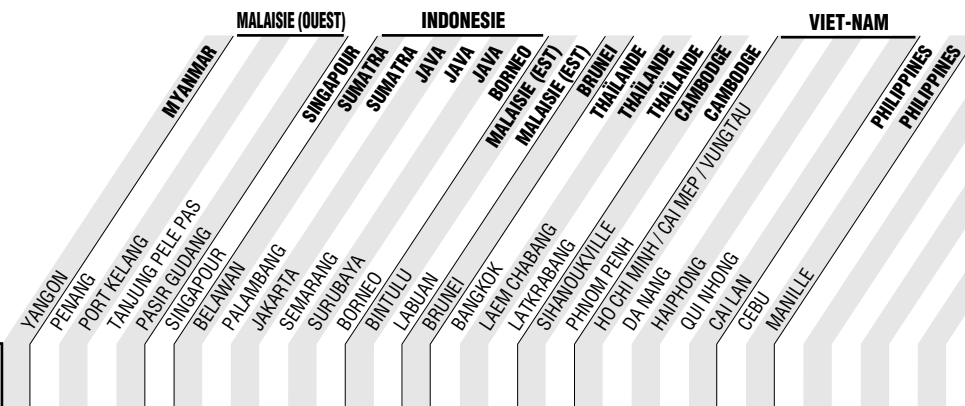 MALAISIE (OUEST)
INDONESIE
VIET-NAM
MYANMAR
SINGAPOUR
SUMATRA
SUMATRA
JAVA
JAVA
JAVA
BORNEO
MALAISIE (EST)
MALAISIE (EST)
BRUNEI
THAÏLANDE
THAÏLANDE
THAÏLANDE
CAMBODGE
CAMBODGE
PHILIPPINES
PHILIPPINES
YANGON
PENANG
PORT KELANG
TANJUNG PELE PAS
PASIR GUDANG
SINGAPOUR
BELAWAN
PALAMBANG
JAKARTA
SEMARANG
SURUBAYA
BORNEO
BINTULU
LABUAN
BRUNEI
BANGKOK
LAEM CHABANG
LATKRABANG
SIHANOUKVILLE
PHNOM PENH
HO CHI MINH / CAI MEP / VUNGTAU
DA NANG
HAIPHONG
QUI NHONG
CAI LAN
CEBU
MANILLE